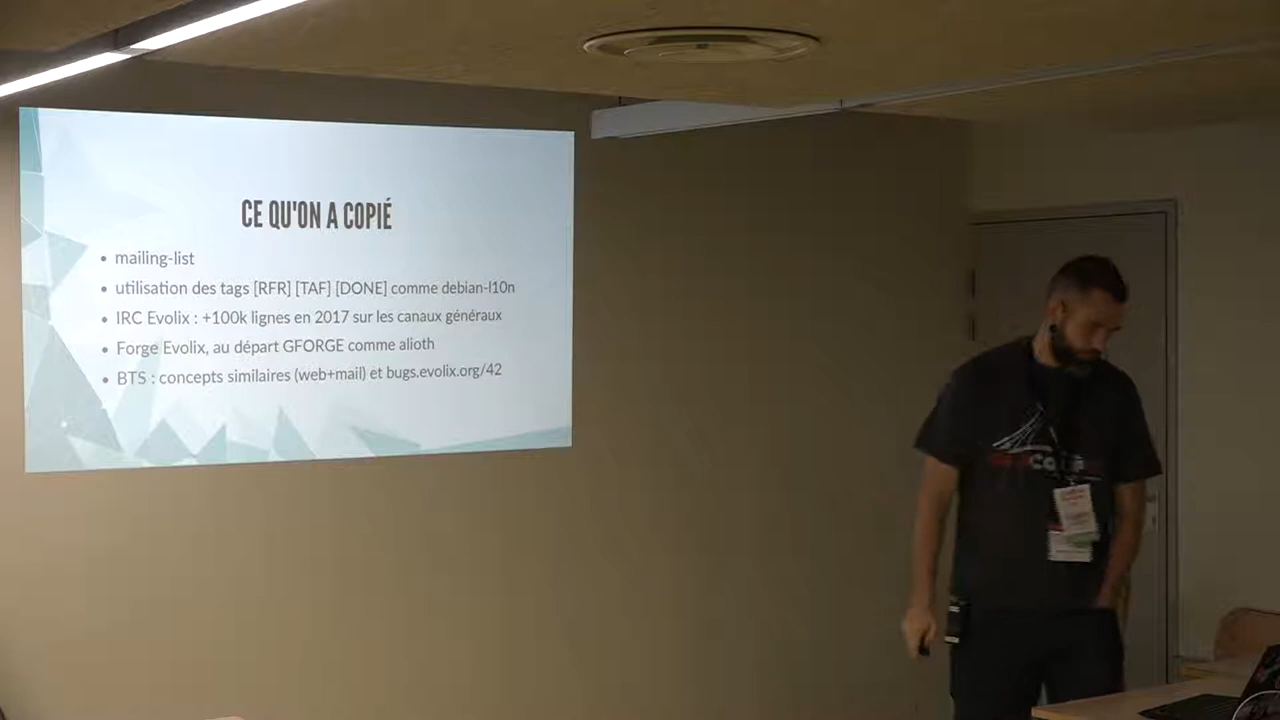 CE QU'ON A COPIÉ
• mailing-list
• utilisation des tags [RFR] [TAF] [DONE] comme debian-l10n
• IRC Evolix : +100k lignes en 2017 sur les canaux généraux
• Forge Evolix, au départ GFORGE comme alioth
• BTS : concepts similaires (web+mail) et bugs.evolix.org/42